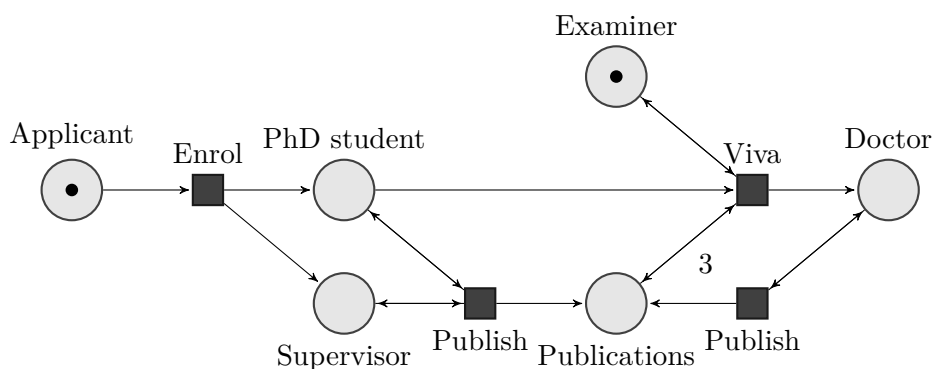 Examiner
Applicant
Enrol
PhD student
Viva
Doctor
3
Supervisor
Publish
Publications
Publish